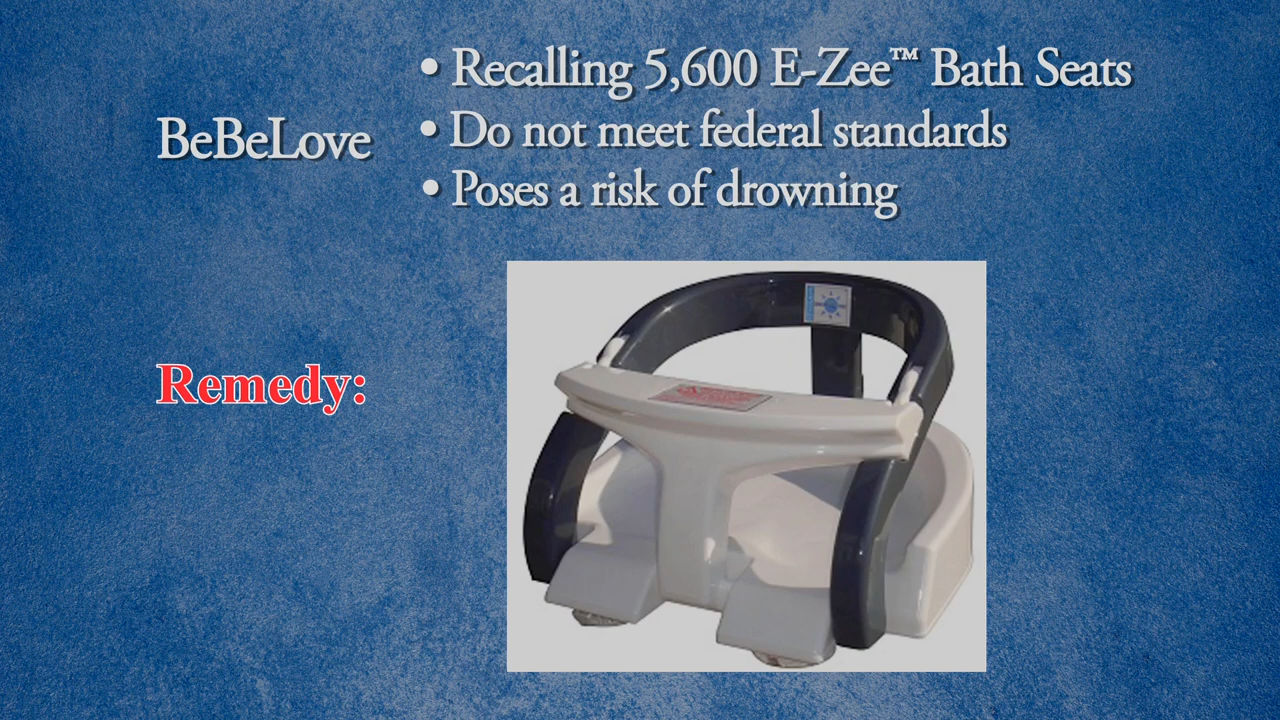 BeBeLove
• Recalling 5,600 E-Zee™ Bath Seats
• Do not meet federal standards
• Poses a risk of drowning
Remedy: